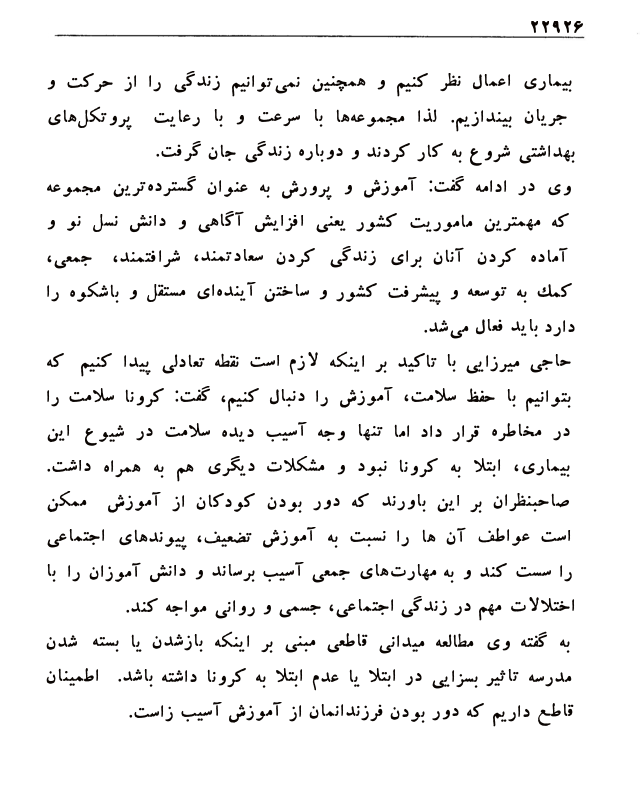 ۲۲۹۲۶
بیماری اعمال نظر کنیم و همچنین نمی‌توانیم زندگی را از حرکت و
جریان بیندازیم. لذا مجموعه‌ها با سرعت و با رعایت پروتکل‌های
بهداشتی شروع به کار کردند و دوباره زندگی جان گرفت.
وی در ادامه گفت: آموزش و پرورش به عنوان گسترده‌ترین مجموعه
که مهمترین ماموریت کشور یعنی افزایش آگاهی و دانش نسل نو و
آماده کردن آنان برای زندگی کردن سعادتمند، شرافتمند، جمعی،
کمك به توسعه و پیشرفت کشور و ساختن آینده‌ای مستقل و باشکوه را
دارد باید فعال می‌شد.
حاجی میرزایی با تاکید بر اینکه لازم است نقطه تعادلی پیدا کنیم که
بتوانیم با حفظ سلامت، آموزش را دنبال کنیم، گفت: کرونا سلامت را
در مخاطره قرار داد اما تنها وجه آسیب دیده سلامت در شیوع این
بیماری، ابتلا به کرونا نبود و مشکلات دیگری هم به همراه داشت.
صاحبنظران بر این باورند که دور بودن کودکان از آموزش ممکن
است عواطف آن ها را نسبت به آموزش تضعیف، پیوندهای اجتماعی
را سست کند و به مهارت‌های جمعی آسیب برساند و دانش آموزان را با
اختلالات مهم در زندگی اجتماعی، جسمی و روانی مواجه کند.
به گفته وی مطالعه میدانی قاطعی مبنی بر اینکه بازشدن یا بسته شدن
مدرسه تاثیر بسزایی در ابتلا یا عدم ابتلا به کرونا داشته باشد. اطمینان
قاطع داریم که دور بودن فرزندانمان از آموزش آسیب زاست.